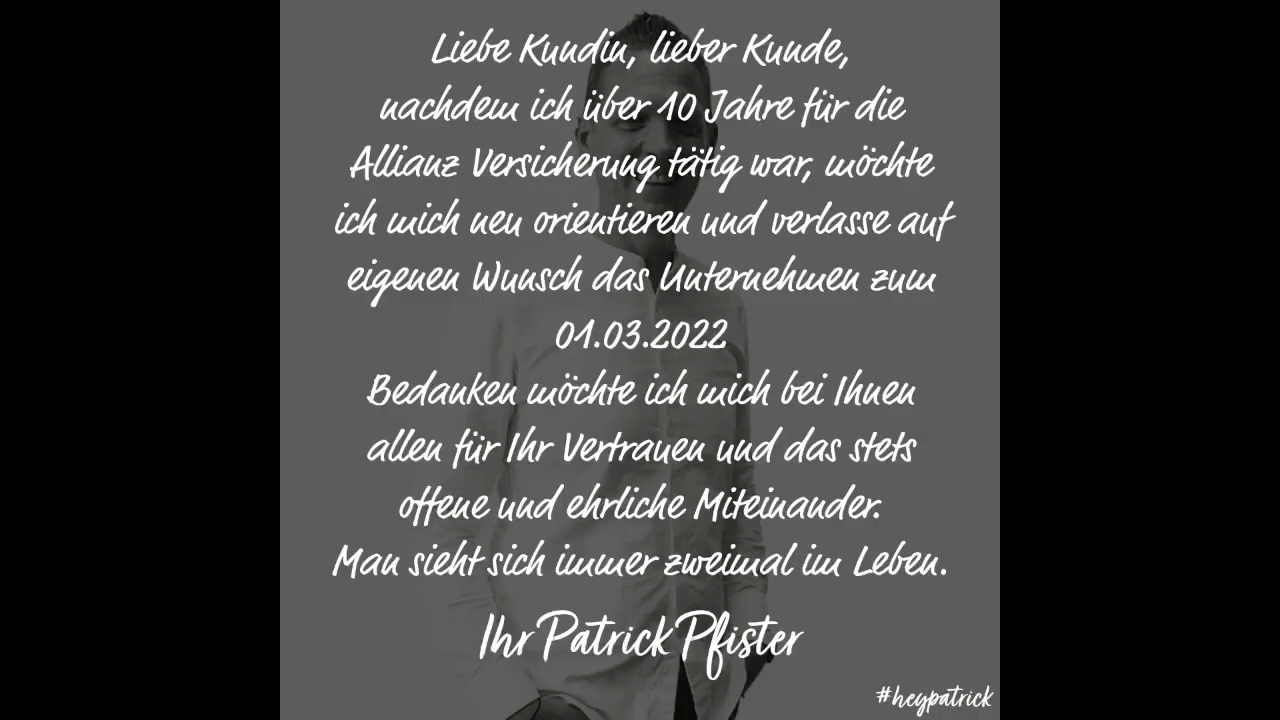 Liebe Kundin, lieber Kunde,
nachdem ich über 10 Jahre für die
Allianz Versicherung tätig war, möchte
ich mich neu orientieren und verlasse auf
eigenen Wunsch das Unternehmen zum
01.03.2022
Bedanken möchte ich mich bei Ihnen
allen für Ihr Vertrauen und das stets
offene und ehrliche Miteinander.
Man sieht sich immer zweimal im Leben.
Ihr Patrick Pfister
#heypatrick